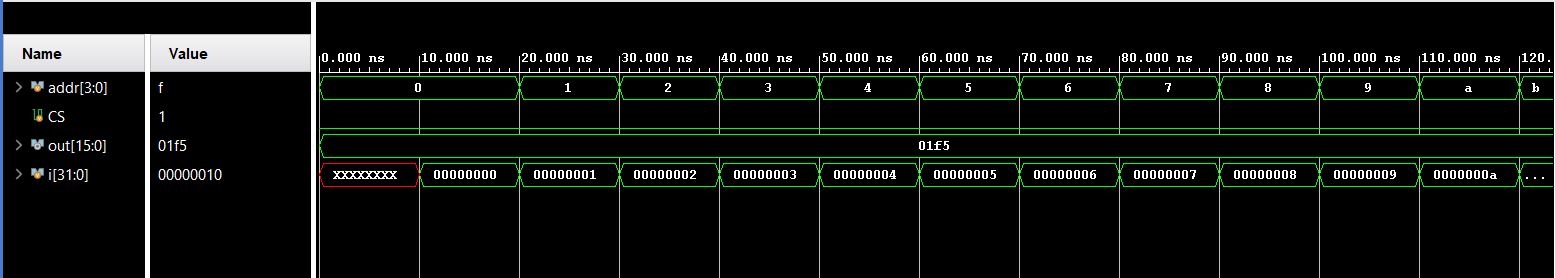 Name Value
0.000 ns 10.000 ns 20.000 ns 30.000 ns 40.000 ns 50.000 ns 60.000 ns 70.000 ns 80.000 ns 90.000 ns 100.000 ns 110.000 ns 120.
addr[3:0] f 0 1 2 3 4 5 6 7 8 9 a b
CS 1
out[15:0] 01f5 01f5
i[31:0] 00000010 XXXXXXXX 00000000 00000001 00000002 00000003 00000004 00000005 00000006 00000007 00000008 00000009 0000000a ...